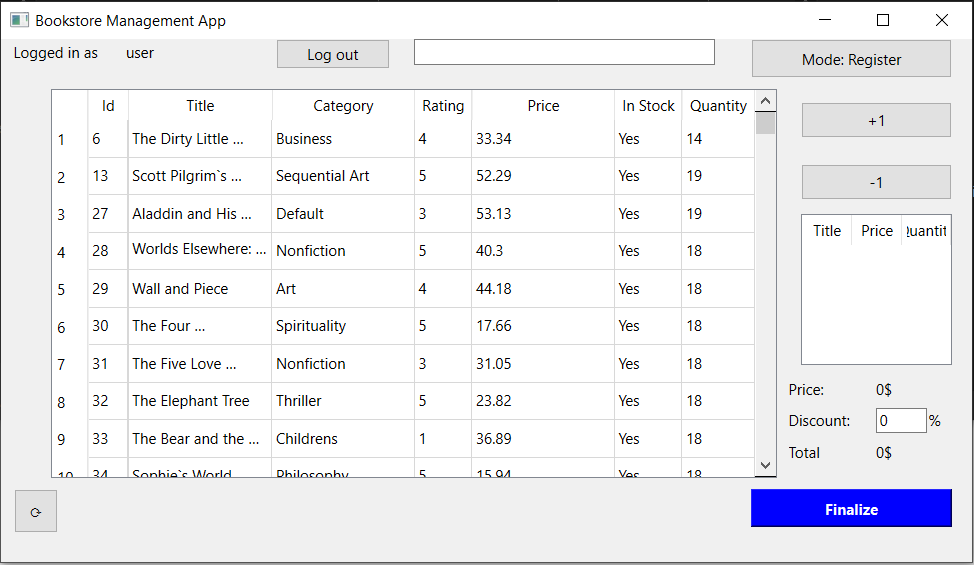 Bookstore Management App
Logged in as user Log out Mode: Register
Id Title Category Rating Price In Stock Quantity
1 6 The Dirty Little ... Business 4 33.34 Yes 14
2 13 Scott Pilgrim`s ... Sequential Art 5 52.29 Yes 19
3 27 Aladdin and His ... Default 3 53.13 Yes 19
4 28 Worlds Elsewhere: ... Nonfiction 5 40.3 Yes 18
5 29 Wall and Piece Art 4 44.18 Yes 18
6 30 The Four ... Spirituality 5 17.66 Yes 18
7 31 The Five Love ... Nonfiction 3 31.05 Yes 18
8 32 The Elephant Tree Thriller 5 23.82 Yes 18
9 33 The Bear and the ... Childrens 1 36.89 Yes 18
10 34 Sophie`s World Philosophy 5 15.94 Yes 18
+1
-1
Title Price Quantit
Price: 0$
Discount: 0 %
Total 0$
Finalize